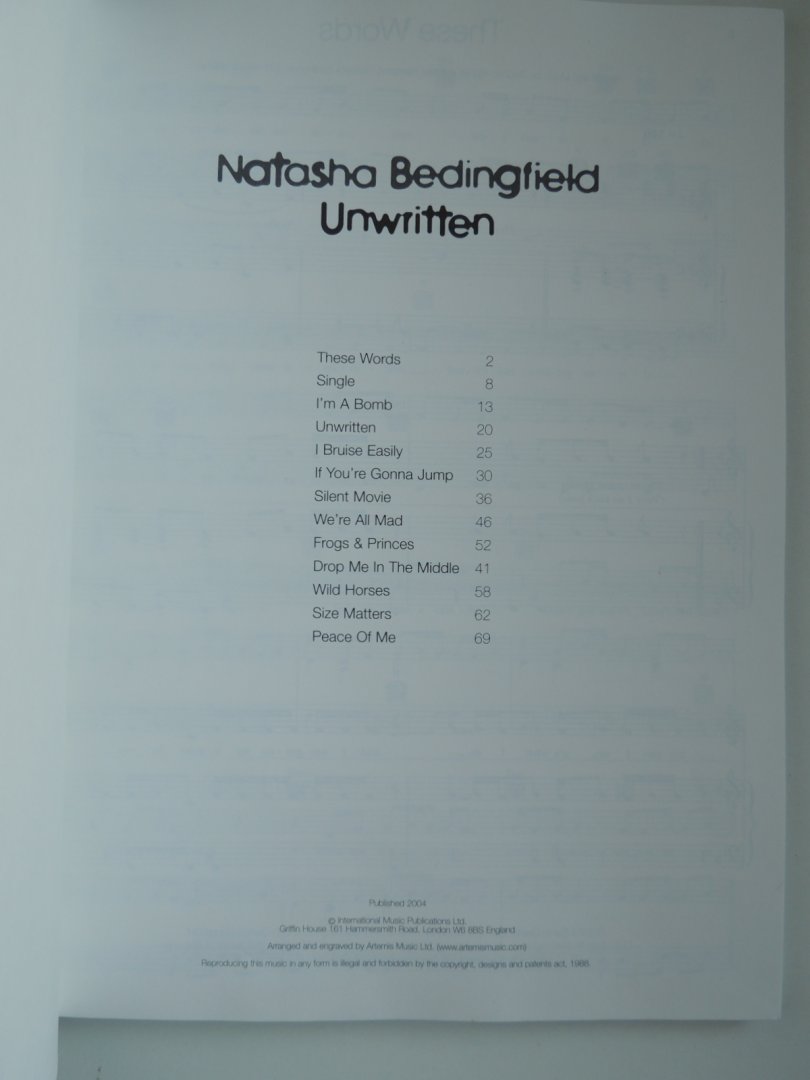 Natasha Bedingfield
Unwritten
These Words 2
Single 8
I'm A Bomb 13
Unwritten 20
I Bruise Easily 25
If You're Gonna Jump 30
Silent Movie 36
We're All Mad 46
Frogs & Princes 52
Drop Me In The Middle 41
Wild Horses 58
Size Matters 62
Peace Of Me 69
Published 2004
© International Music Publications Ltd.
Griffin House 161 Hammersmith Road, London W6 8BS England
Arranged and engraved by Artemis Music Ltd. (www.artemismusic.com)
Reproducing this music in any form is illegal and forbidden by the copyright, designs and patents act, 1988.